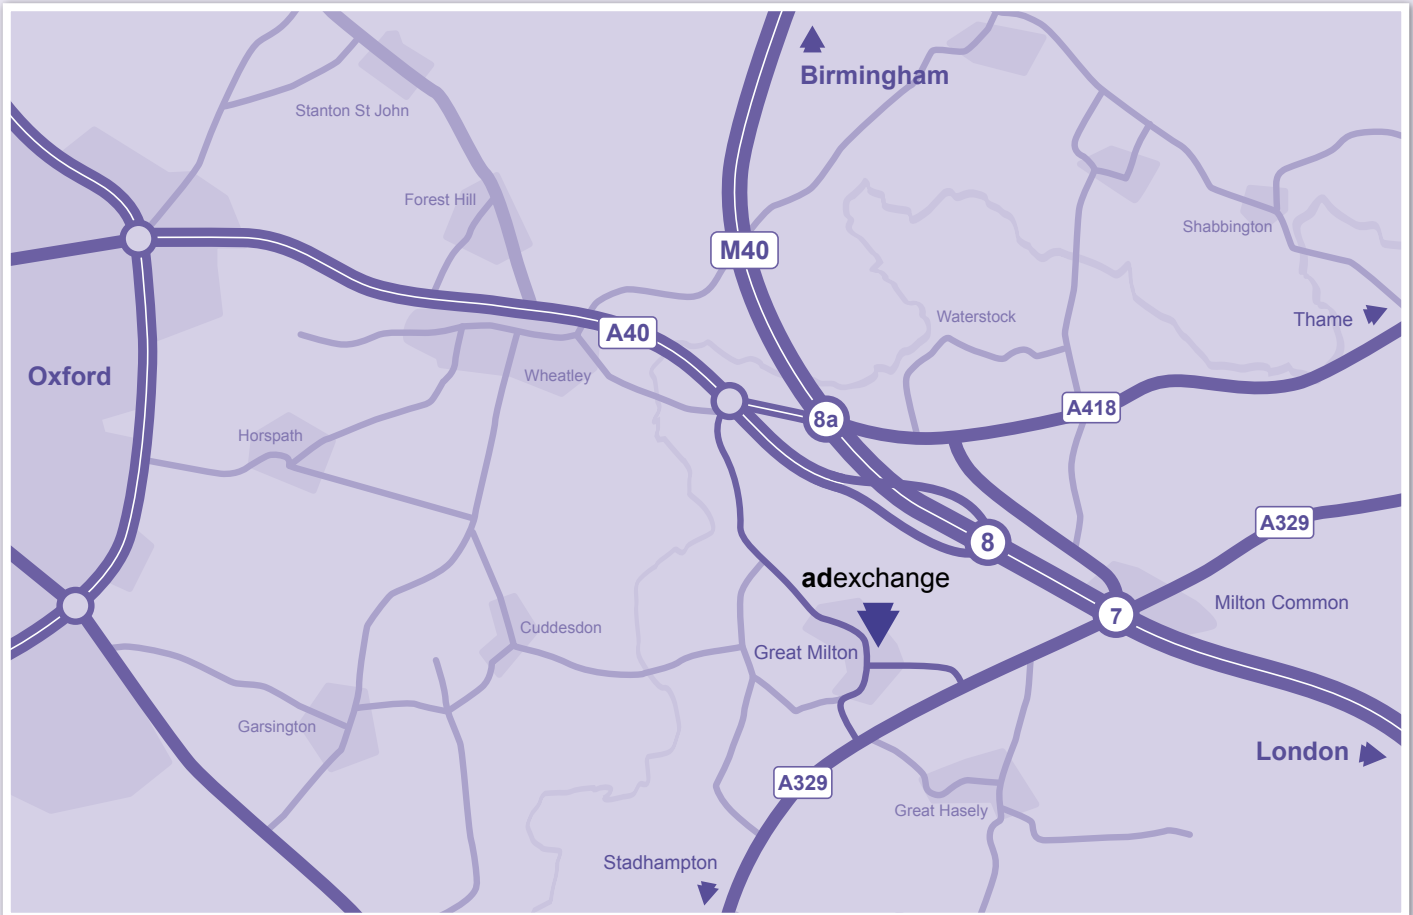 Birmingham
Stanton St John
Forest Hill
Shabbington
M40
Waterstock
Thame
A40
Oxford
Wheatley
A418
8a
Horspath
A329
8
adexchange
Milton Common
7
Cuddesdon
Great Milton
Garsington
London
A329
Great Hasely
Stadhampton